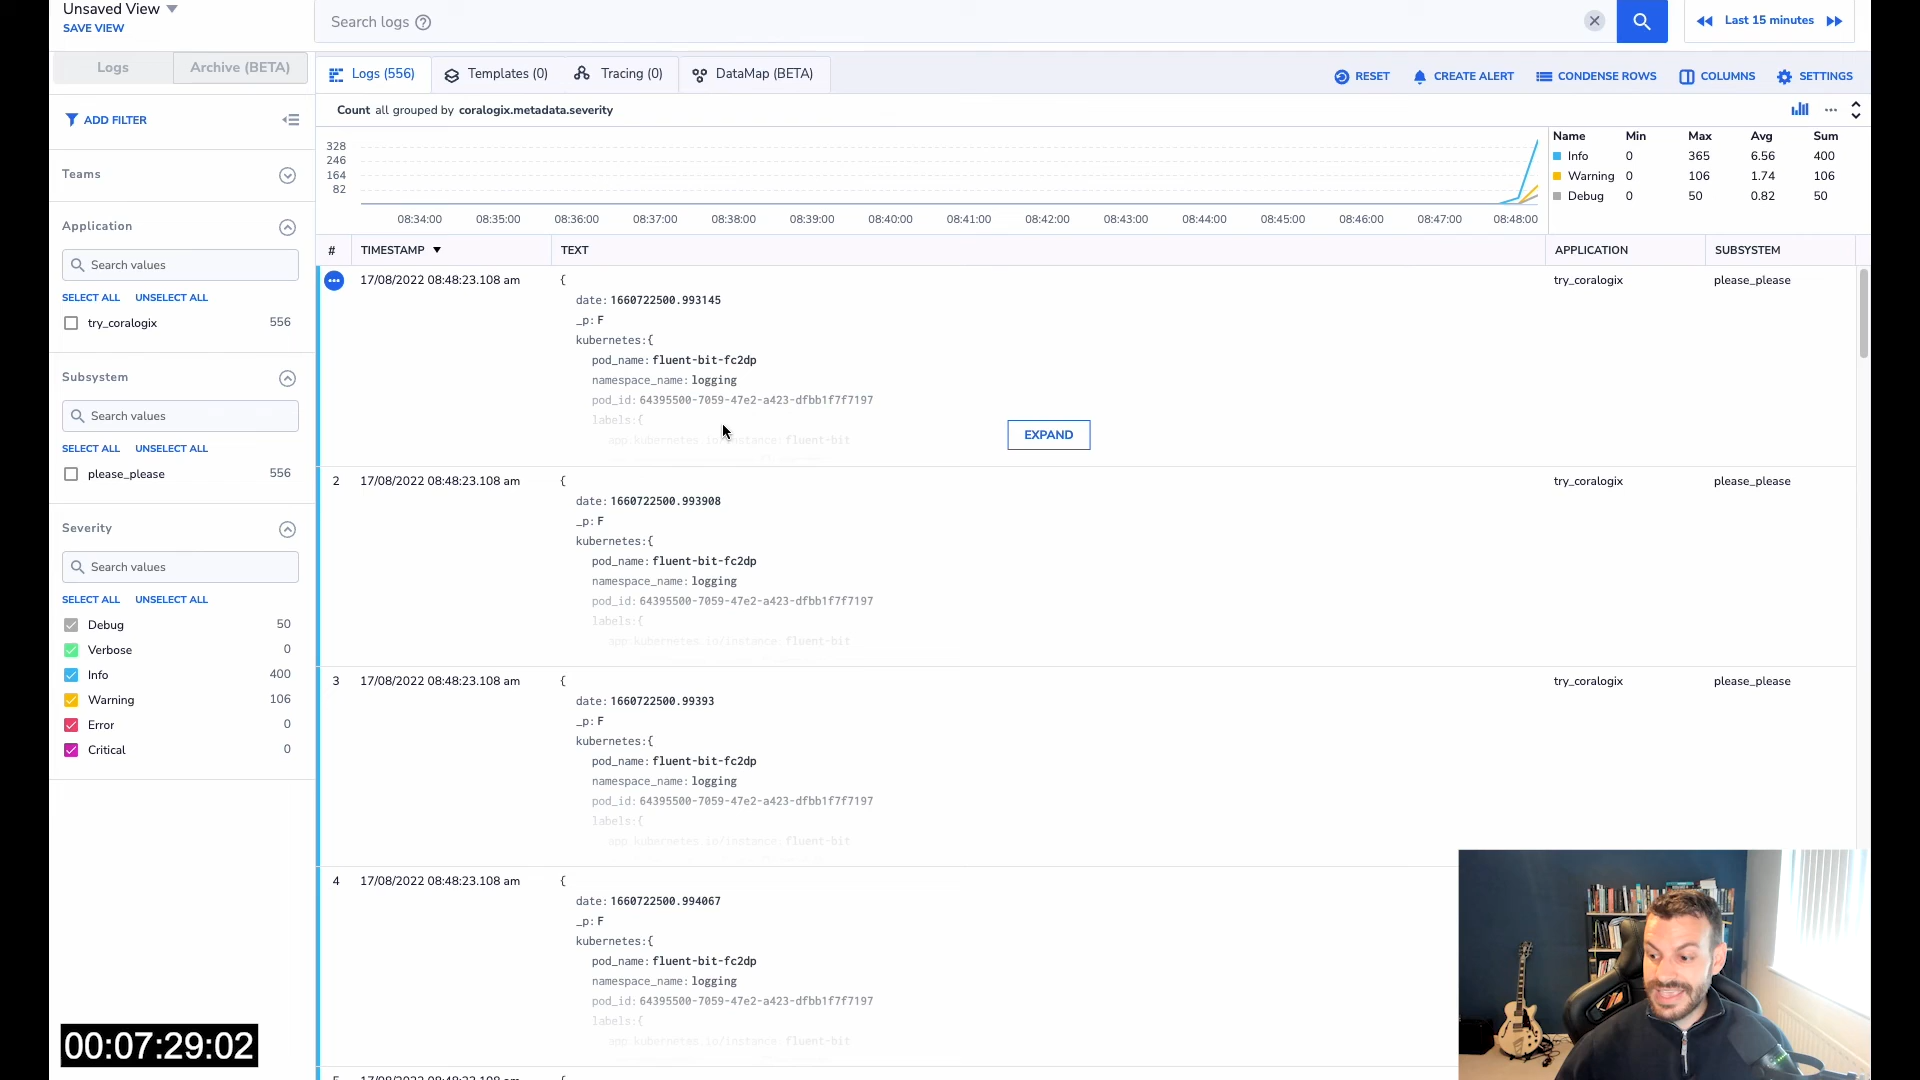 Unsaved View
SAVE VIEW
Search logs ?
Last 15 minutes
Logs
Archive (BETA)
Logs (556)
Templates (0)
Tracing (0)
DataMap (BETA)
RESET
CREATE ALERT
CONDENSE ROWS
COLUMNS
SETTINGS
Count all grouped by coralogix.metadata.severity
ADD FILTER
Teams
Application
Search values
SELECT ALL UNSELECT ALL
try_coralogix 556
Subsystem
Search values
SELECT ALL UNSELECT ALL
please_please 556
Severity
Search values
SELECT ALL UNSELECT ALL
Debug 50
Verbose 0
Info 400
Warning 106
Error 0
Critical 0
328
246
164
82
08:34:00 08:35:00 08:36:00 08:37:00 08:38:00 08:39:00 08:40:00 08:41:00 08:42:00 08:43:00 08:44:00 08:45:00 08:46:00 08:47:00 08:48:00
Name Min Max Avg Sum
Info 0 365 6.56 400
Warning 0 106 1.74 106
Debug 0 50 0.82 50
# TIMESTAMP TEXT APPLICATION SUBSYSTEM
17/08/2022 08:48:23.108 am { try_coralogix please_please
date: 1660722500.993145
_p: F
kubernetes:{
pod_name: fluent-bit-fc2dp
namespace_name: logging
pod_id: 64395500-7059-47e2-a423-dfbb1f7f7197
labels:{
app.kubernetes.io/instance: fluent-bit
EXPAND
2 17/08/2022 08:48:23.108 am { try_coralogix please_please
date: 1660722500.993908
_p: F
kubernetes:{
pod_name: fluent-bit-fc2dp
namespace_name: logging
pod_id: 64395500-7059-47e2-a423-dfbb1f7f7197
labels:{
app.kubernetes.io/instance: fluent-bit
3 17/08/2022 08:48:23.108 am { try_coralogix please_please
date: 1660722500.99393
_p: F
kubernetes:{
pod_name: fluent-bit-fc2dp
namespace_name: logging
pod_id: 64395500-7059-47e2-a423-dfbb1f7f7197
labels:{
app.kubernetes.io/instance: fluent-bit
4 17/08/2022 08:48:23.108 am {
date: 1660722500.994067
_p: F
kubernetes:{
pod_name: fluent-bit-fc2dp
namespace_name: logging
pod_id: 64395500-7059-47e2-a423-dfbb1f7f7197
labels:{
app.kubernetes.io/instance: fluent-bit
00:07:29:02